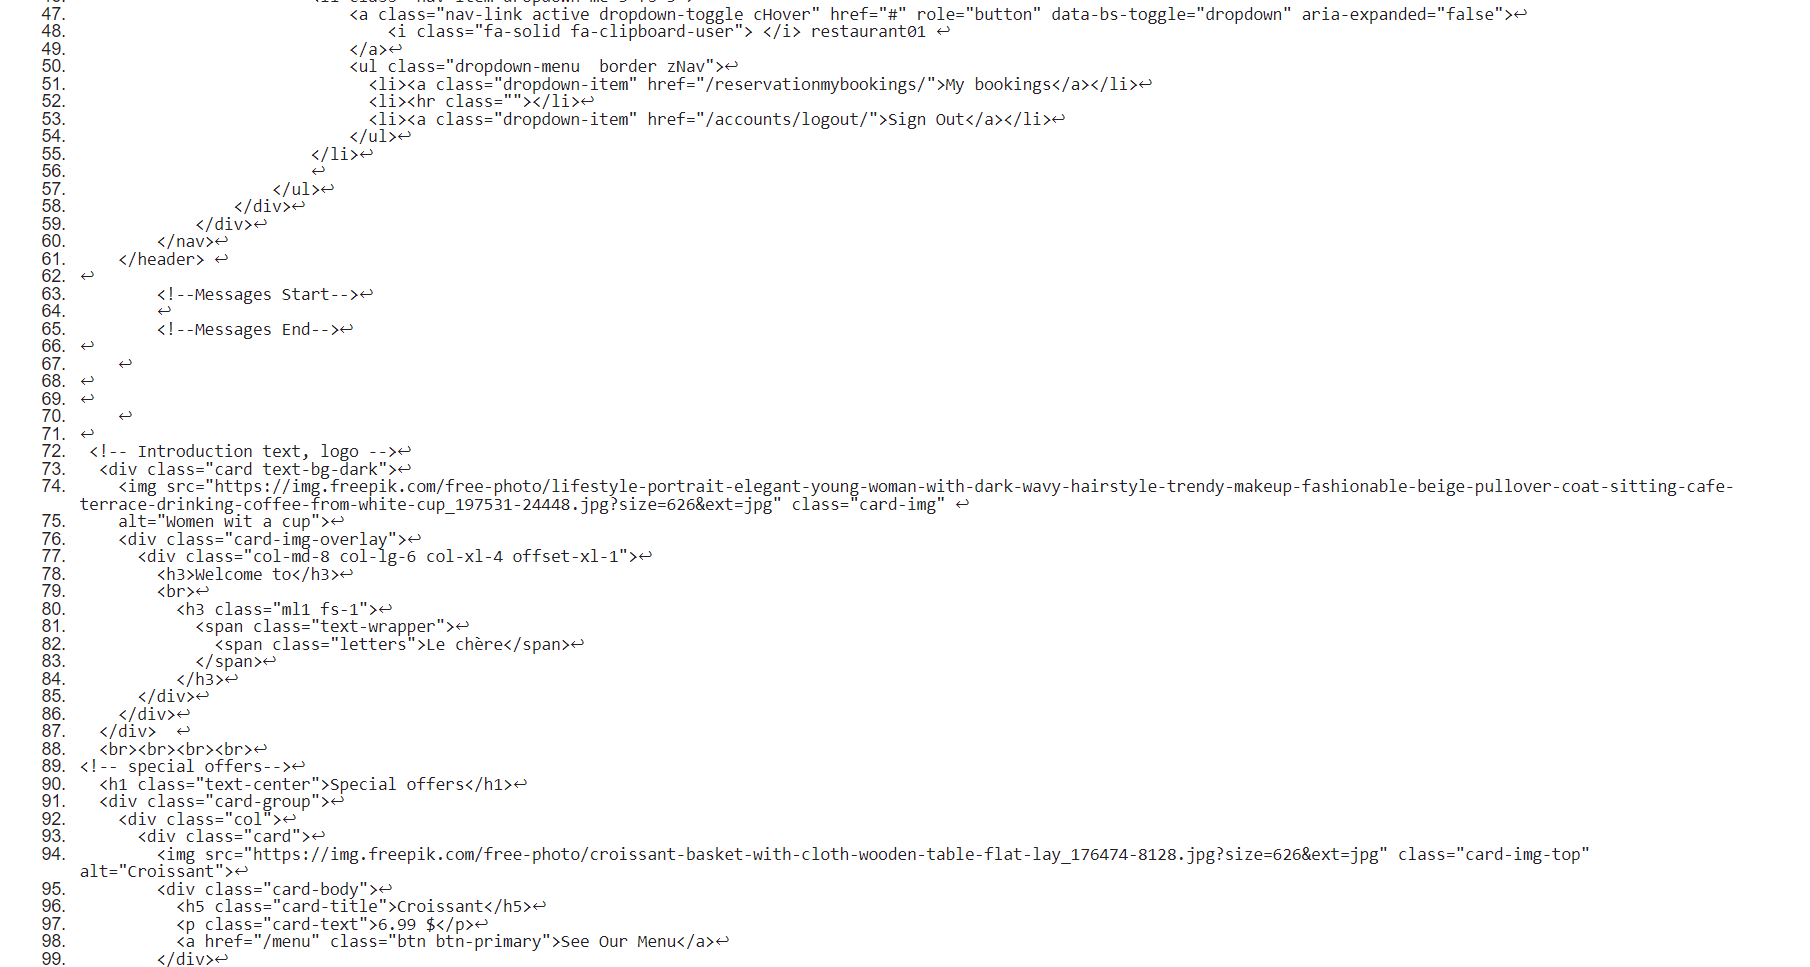 47. <a class="nav-link active dropdown-toggle cHover" href="#" role="button" data-bs-toggle="dropdown" aria-expanded="false">↩
48. <i class="fa-solid fa-clipboard-user"> </i> restaurant01 ↩
49. </a>↩
50. <ul class="dropdown-menu  border zNav">↩
51. <li><a class="dropdown-item" href="/reservationmybookings/">My bookings</a></li>↩
52. <li><hr class=""></li>↩
53. <li><a class="dropdown-item" href="/accounts/logout/">Sign Out</a></li>↩
54. </ul>↩
55. </li>↩
56. ↩
57. </ul>↩
58. </div>↩
59. </div>↩
60. </nav>↩
61. </header> ↩
62. ↩
63. <!--Messages Start-->↩
64. ↩
65. <!--Messages End-->↩
66. ↩
67. ↩
68. ↩
69. ↩
70. ↩
71. ↩
72. <!-- Introduction text, logo -->↩
73. <div class="card text-bg-dark">↩
74. <img src="https://img.freepik.com/free-photo/lifestyle-portrait-elegant-young-woman-with-dark-wavy-hairstyle-trendy-makeup-fashionable-beige-pullover-coat-sitting-cafe-
terrace-drinking-coffee-from-white-cup_197531-24448.jpg?size=626&ext=jpg" class="card-img" ↩
75. alt="Women wit a cup">↩
76. <div class="card-img-overlay">↩
77. <div class="col-md-8 col-lg-6 col-xl-4 offset-xl-1">↩
78. <h3>Welcome to</h3>↩
79. <br>↩
80. <h3 class="ml1 fs-1">↩
81. <span class="text-wrapper">↩
82. <span class="letters">Le chère</span>↩
83. </span>↩
84. </h3>↩
85. </div>↩
86. </div>↩
87. </div>  ↩
88. <br><br><br><br>↩
89. <!-- special offers-->↩
90. <h1 class="text-center">Special offers</h1>↩
91. <div class="card-group">↩
92. <div class="col">↩
93. <div class="card">↩
94. <img src="https://img.freepik.com/free-photo/croissant-basket-with-cloth-wooden-table-flat-lay_176474-8128.jpg?size=626&ext=jpg" class="card-img-top"
alt="Croissant">↩
95. <div class="card-body">↩
96. <h5 class="card-title">Croissant</h5>↩
97. <p class="card-text">6.99 $</p>↩
98. <a href="/menu" class="btn btn-primary">See Our Menu</a>↩
99. </div>↩